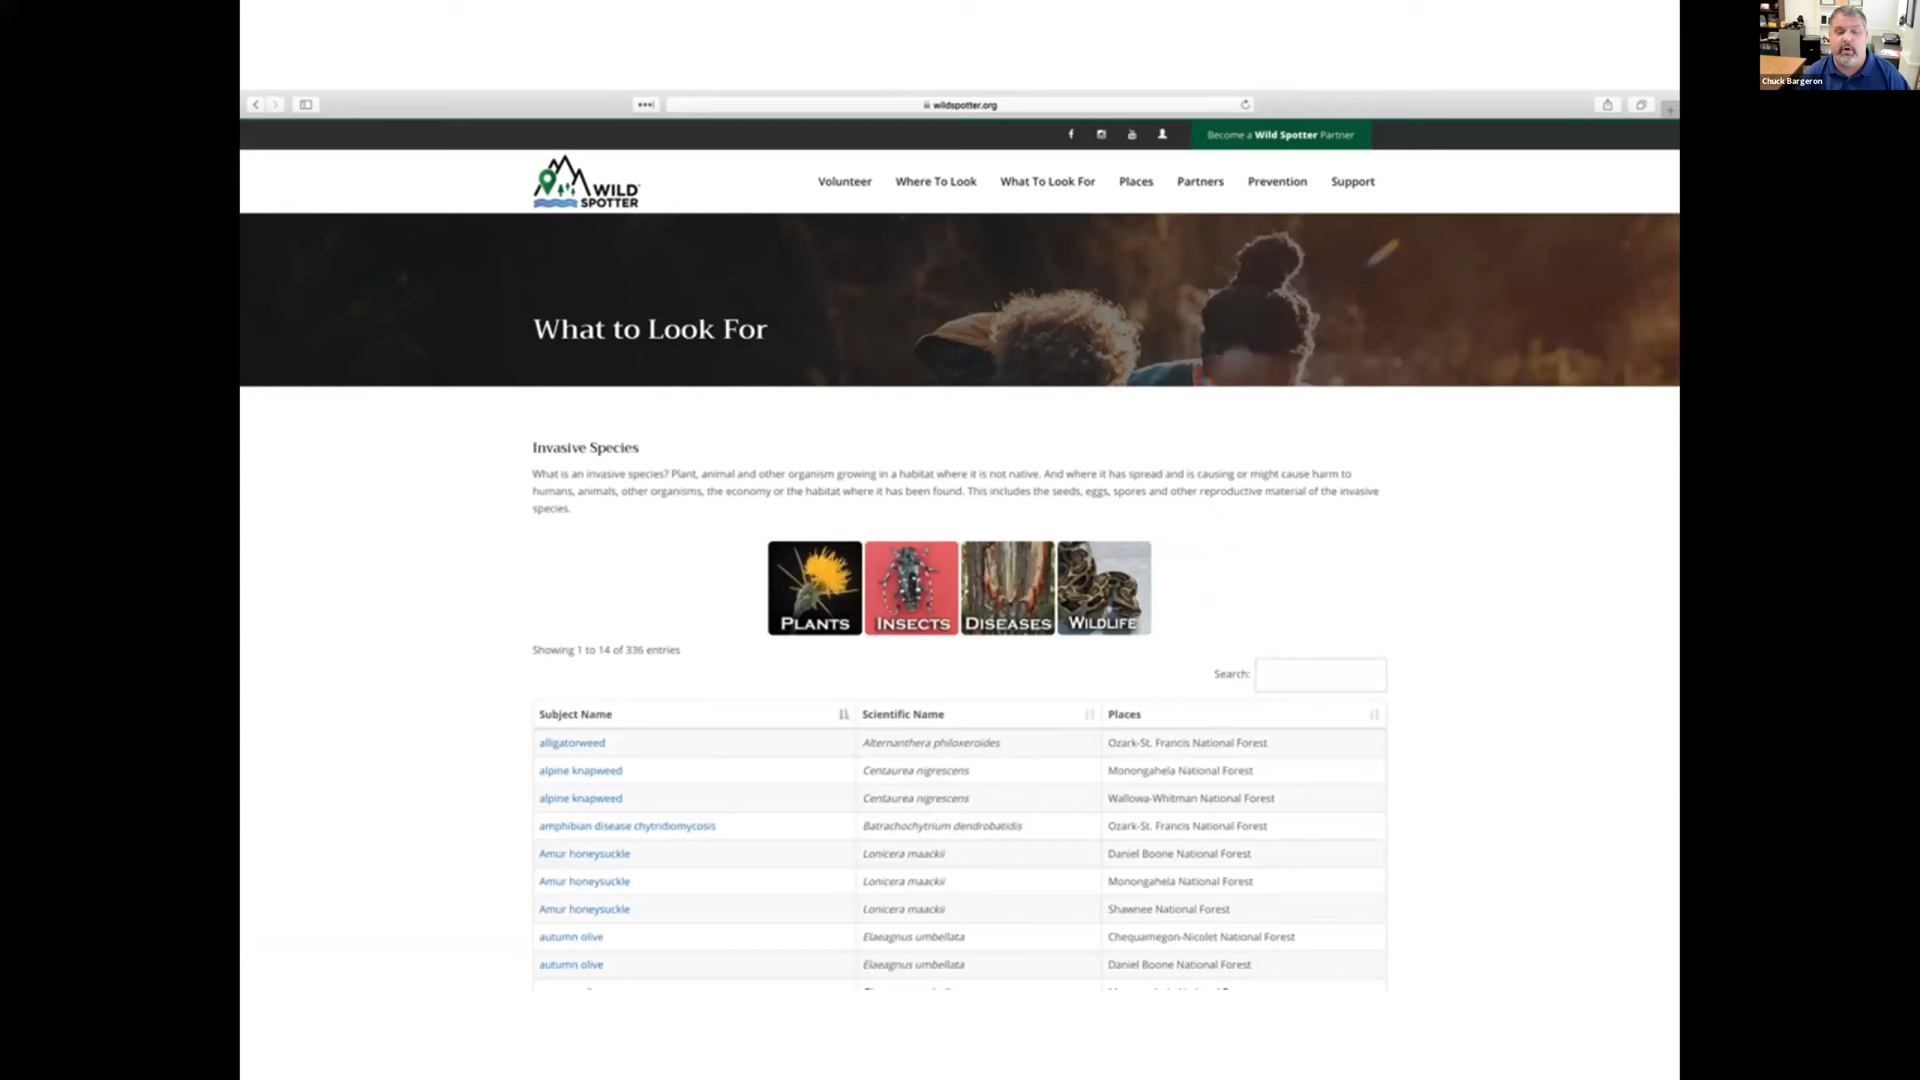 Chuck Bargeron
wildspotter.org
Become a Wild Spotter Partner
WILD
SPOTTER
Volunteer Where To Look What To Look For Places Partners Prevention Support
What to Look For
Invasive Species
What is an invasive species? Plant, animal and other organism growing in a habitat where it is not native. And where it has spread and is causing or might cause harm to
humans, animals, other organisms, the economy or the habitat where it has been found. This includes the seeds, eggs, spores and other reproductive material of the invasive
species.
PLANTS INSECTS DISEASES WILDLIFE
Showing 1 to 14 of 336 entries
Search:
Subject Name Scientific Name Places
alligatorweed Alternanthera philoxeroides Ozark-St. Francis National Forest
alpine knapweed Centaurea nigrescens Monongahela National Forest
alpine knapweed Centaurea nigrescens Wallowa-Whitman National Forest
amphibian disease chytridiomycosis Batrachochytrium dendrobatidis Ozark-St. Francis National Forest
Amur honeysuckle Lonicera maackii Daniel Boone National Forest
Amur honeysuckle Lonicera maackii Monongahela National Forest
Amur honeysuckle Lonicera maackii Shawnee National Forest
autumn olive Elaeagnus umbellata Chequamegon-Nicolet National Forest
autumn olive Elaeagnus umbellata Daniel Boone National Forest